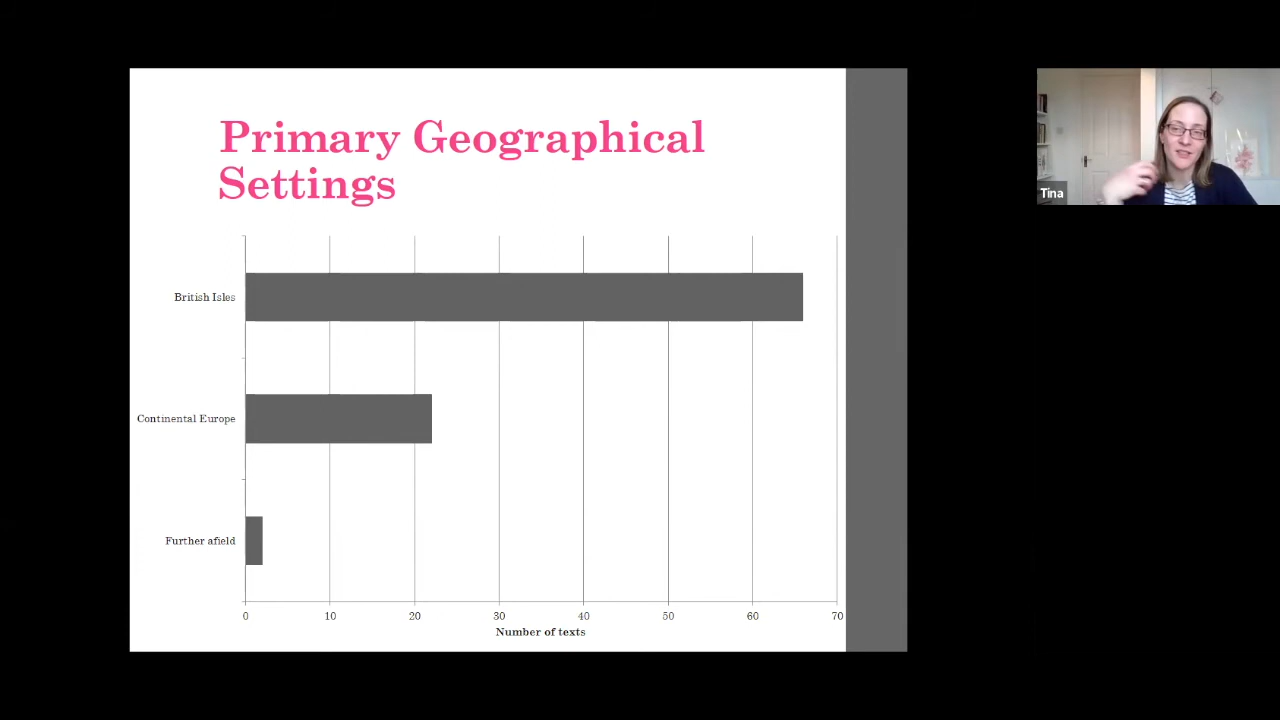 Primary Geographical
Settings
British Isles
Continental Europe
Further afield
0 10 20 30 40 50 60 70
Number of texts
Tina